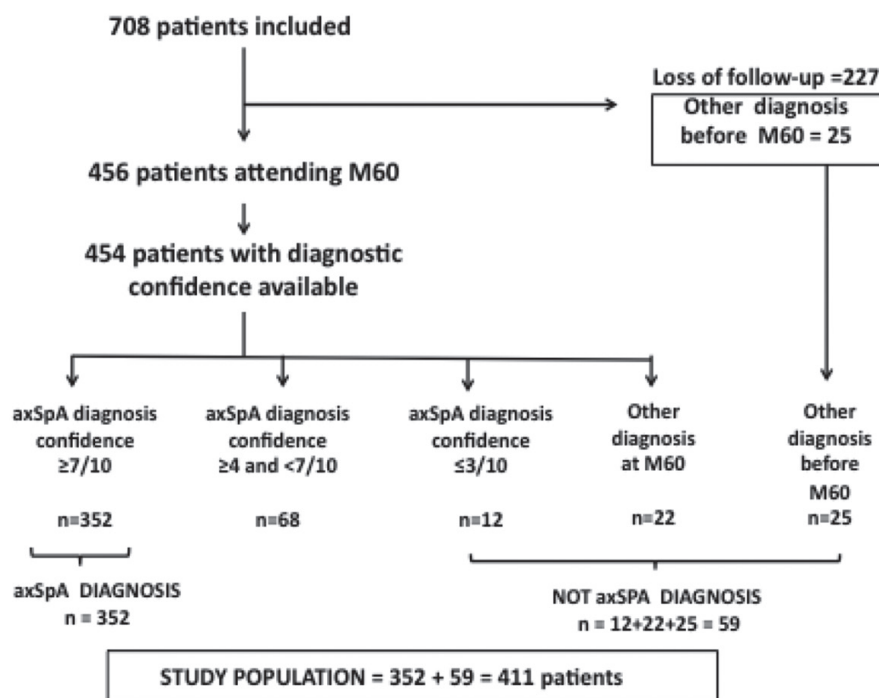 708 patients included
Loss of follow-up =227
Other diagnosis
before M60 = 25
456 patients attending M60
454 patients with diagnostic
confidence available
axSpA diagnosis
confidence
≥7/10
n=352
axSpA diagnosis
confidence
≥4 and <7/10
n=68
axSpA diagnosis
confidence
≤3/10
n=12
Other
diagnosis
at M60
n=22
Other
diagnosis
before
M60
n=25
axSpA DIAGNOSIS
n = 352
NOT axSPA DIAGNOSIS
n = 12+22+25 = 59
STUDY POPULATION = 352 + 59 = 411 patients